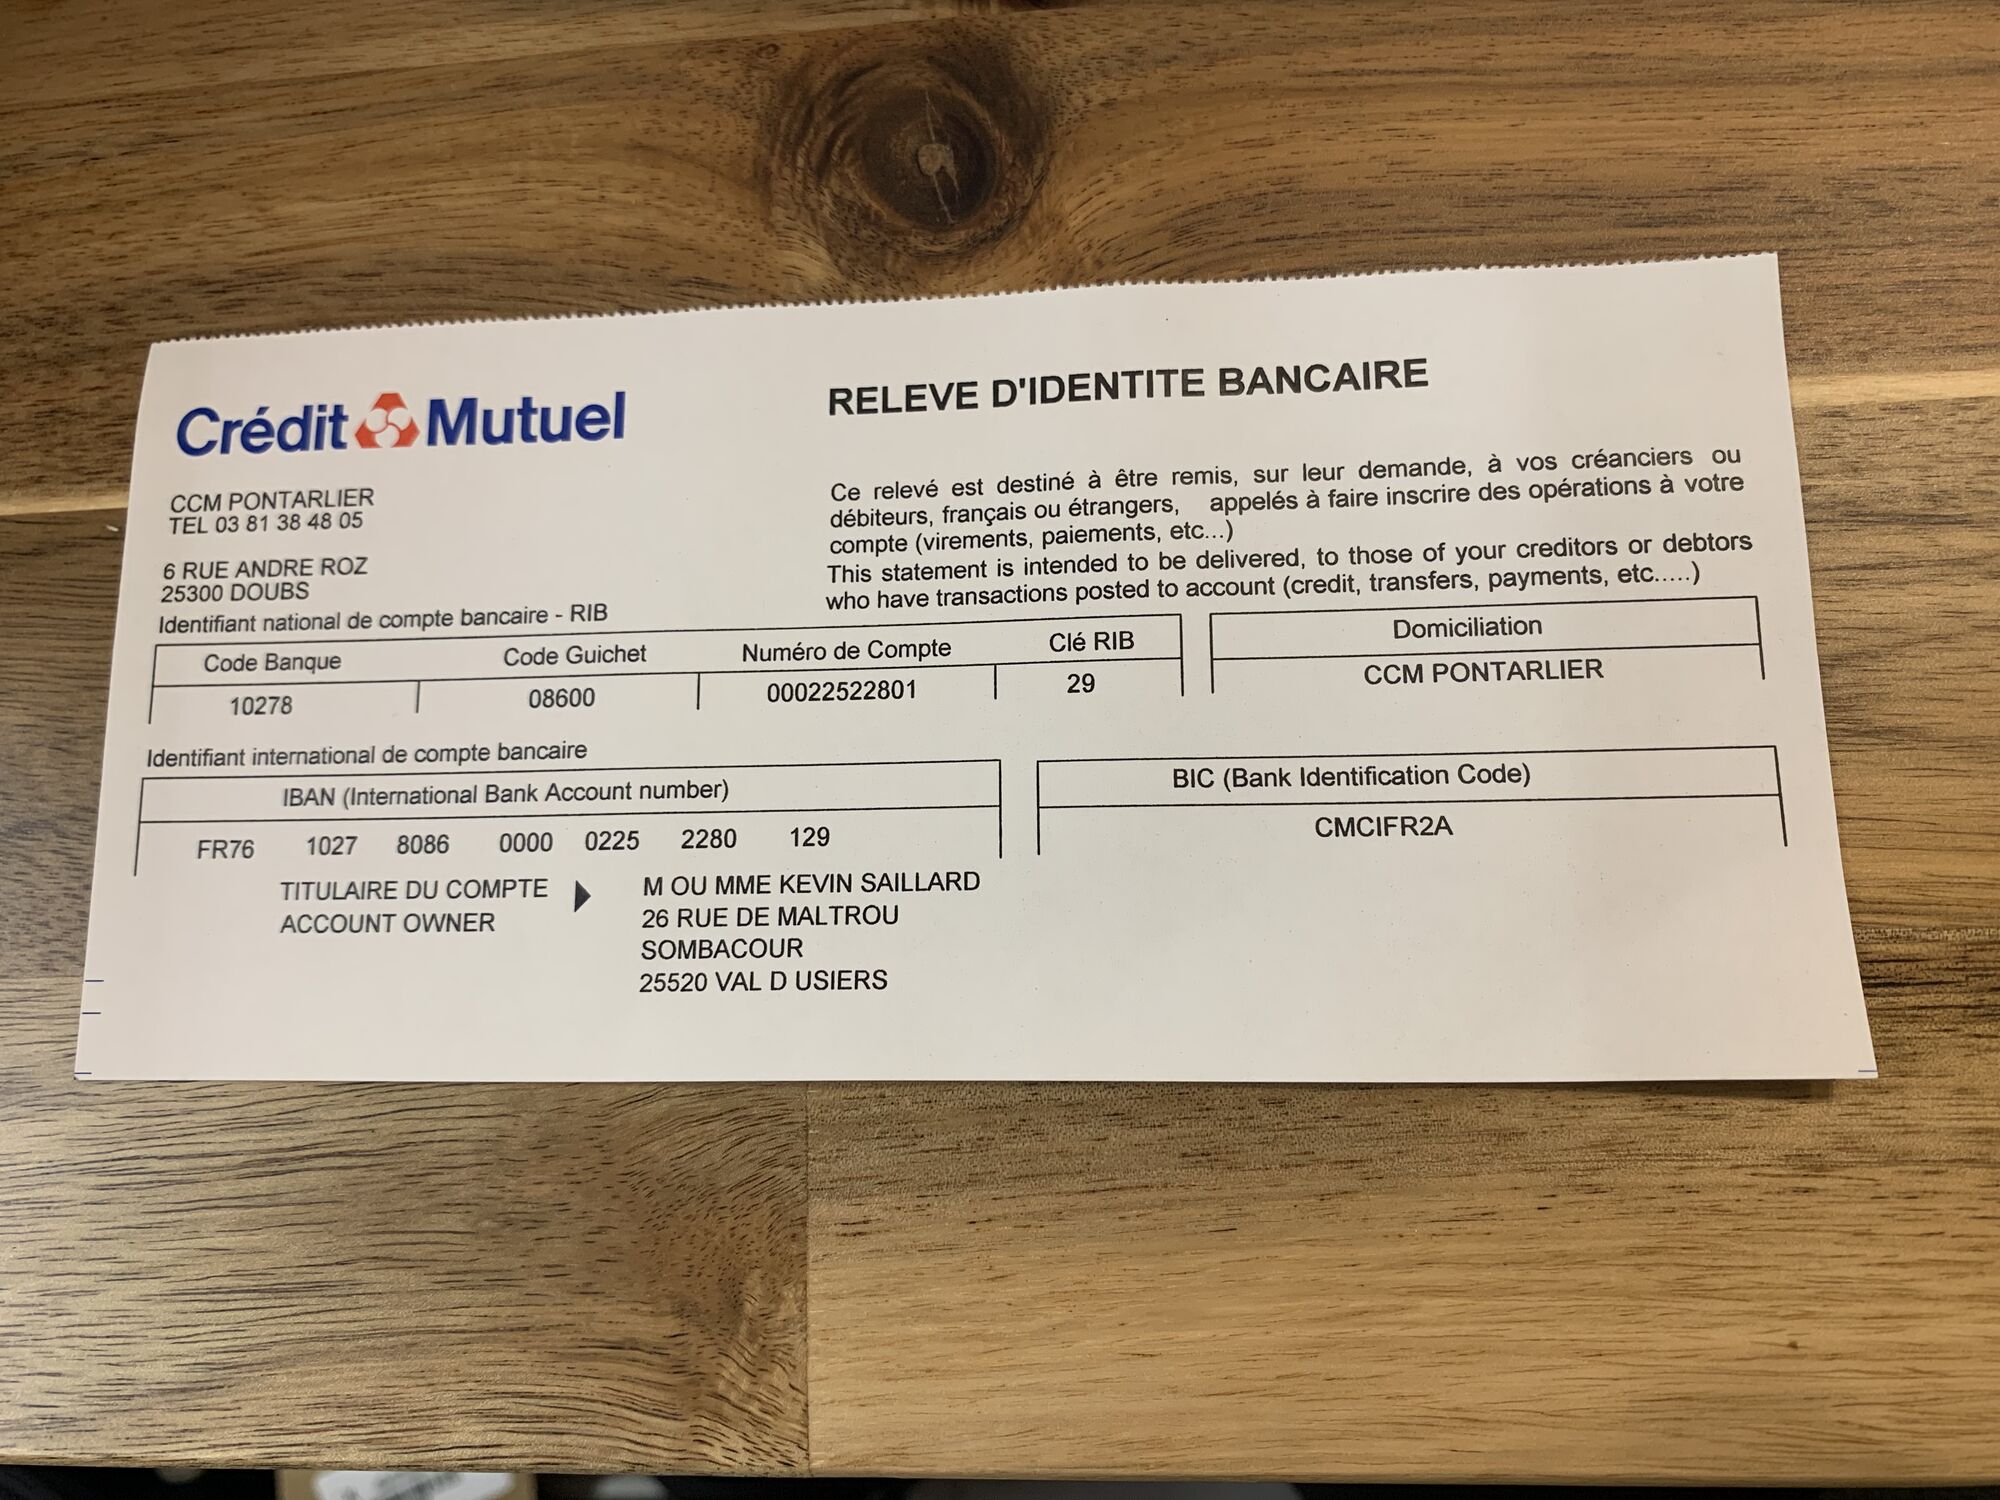 Crédit Mutuel
RELEVE D'IDENTITE BANCAIRE
CCM PONTARLIER
TEL 03 81 38 48 05
6 RUE ANDRE ROZ
25300 DOUBS
Ce relevé est destiné à être remis, sur leur demande, à vos créanciers ou
débiteurs, français ou étrangers, appelés à faire inscrire des opérations à votre
compte (virements, paiements, etc...)
This statement is intended to be delivered, to those of your creditors or debtors
who have transactions posted to account (credit, transfers, payments, etc.....)
Identifiant national de compte bancaire - RIB
Code Banque Code Guichet Numéro de Compte Clé RIB Domiciliation
10278 08600 00022522801 29 CCM PONTARLIER
Identifiant international de compte bancaire
IBAN (International Bank Account number) BIC (Bank Identification Code)
FR76 1027 8086 0000 0225 2280 129 CMCIFR2A
TITULAIRE DU COMPTE M OU MME KEVIN SAILLARD
ACCOUNT OWNER 26 RUE DE MALTROU
SOMBACOUR
25520 VAL D USIERS